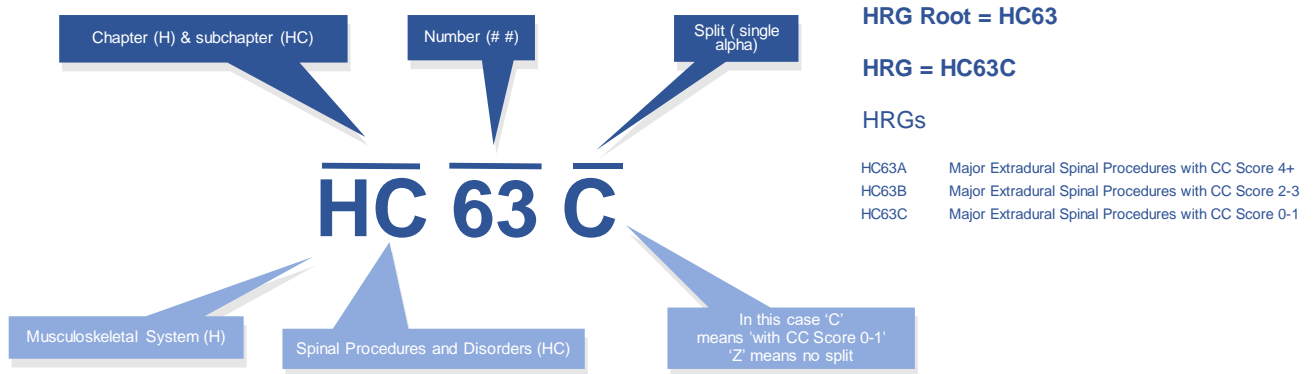 Chapter (H) & subchapter (HC)
Number (# #)
Split ( single
alpha)
HC 63 C
Musculoskeletal System (H)
Spinal Procedures and Disorders (HC)
In this case ‘C’
means 'with CC Score 0-1'
‘Z’ means no split
HRG Root = HC63
HRG = HC63C
HRGs
HC63A Major Extradural Spinal Procedures with CC Score 4+
HC63B Major Extradural Spinal Procedures with CC Score 2-3
HC63C Major Extradural Spinal Procedures with CC Score 0-1